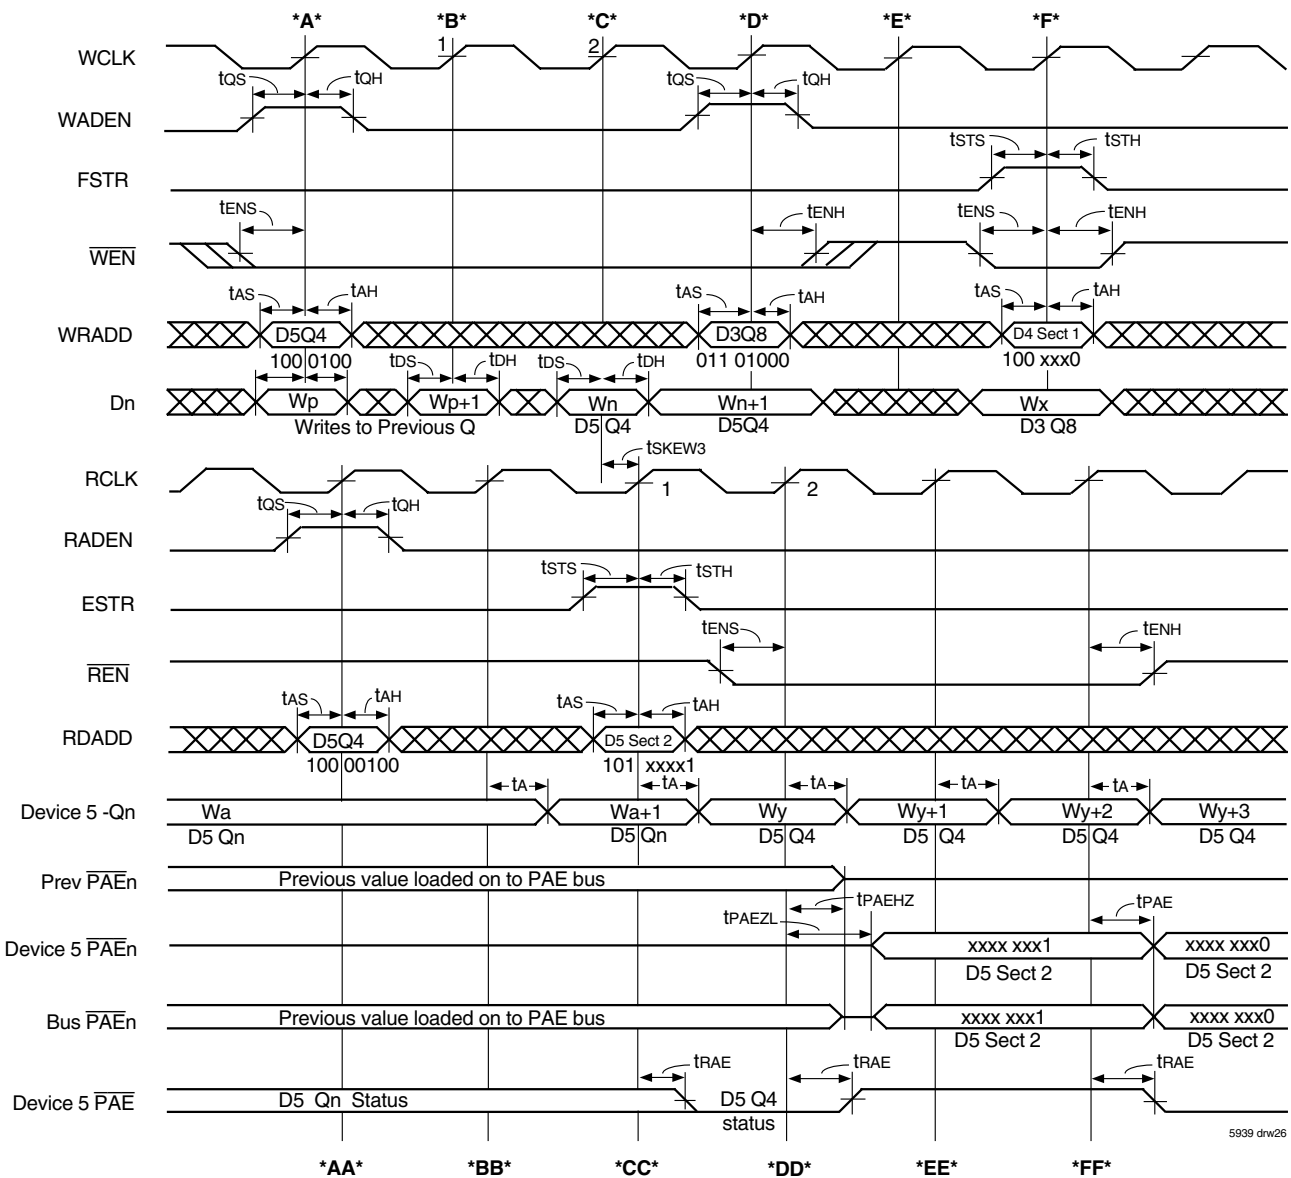 *A* *B* *C* *D* *E* *F*
WCLK 1 2
tQS tQH tQS tQH
WADEN
tSTS tSTH
FSTR
tENS tENH tENS tENH
WEN
tAS tAH tAS tAH tAS tAH
WRADD D5Q4 D3Q8 D4 Sect 1
100 0100 011 01000 100 xxx0
tDS tDH tDS tDH
Dn Wp Wp+1 Wn Wn+1 Wx
Writes to Previous Q D5 Q4 D5Q4 D3 Q8
tSKEW3
RCLK 1 2
tQS tQH
RADEN
tSTS tSTH
ESTR
tENS tENH
REN
tAS tAH tAS tAH
RDADD D5Q4 D5 Sect 2
100 00100 101 xxxx1
tA tA tA tA tA
Device 5 -Qn Wa Wa+1 Wy Wy+1 Wy+2 Wy+3
D5 Qn D5 Qn D5 Q4 D5 Q4 D5 Q4 D5 Q4
Prev PAEn Previous value loaded on to PAE bus
tPAEHZ tPAE
tPAEZL
Device 5 PAEn xxxx xxx1 xxxx xxx0
D5 Sect 2 D5 Sect 2
Bus PAEn Previous value loaded on to PAE bus xxxx xxx1 xxxx xxx0
D5 Sect 2 D5 Sect 2
tRAE tRAE tRAE
Device 5 PAE D5 Qn Status D5 Q4
status
5939 drw26
*AA* *BB* *CC* *DD* *EE* *FF*